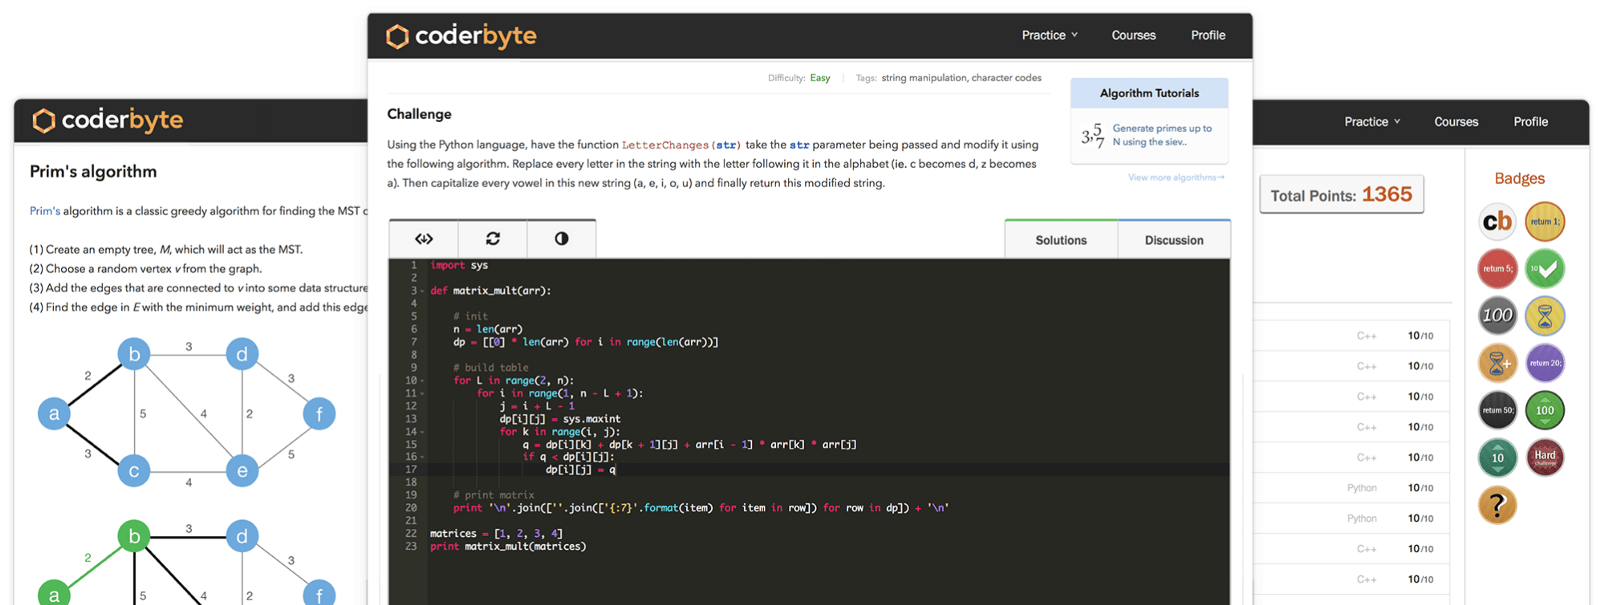 coderbyte
Prim's algorithm
Prim's algorithm is a classic greedy algorithm for finding the MST
(1) Create an empty tree, M, which will act as the MST.
(2) Choose a random vertex v from the graph.
(3) Add the edges that are connected to v into some data structure
(4) Find the edge in E with the minimum weight, and add this edge
b 3 d
2 3
a 5 4 2 f
3 5
c e
4
b 3 d
2 3
a 5 4 2 f
coderbyte
Practice Courses Profile
Difficulty: Easy Tags: string manipulation, character codes
Challenge
Using the Python language, have the function LetterChanges(str) take the str parameter being passed and modify it using
the following algorithm. Replace every letter in the string with the letter following it in the alphabet (ie. c becomes d, z becomes
a). Then capitalize every vowel in this new string (a, e, i, o, u) and finally return this modified string.
Algorithm Tutorials
3,5/7 Generate primes up to
N using the siev..
View more algorithms→
Solutions Discussion
1 import sys
2
3 def matrix_mult(arr):
4
5 # init
6 n = len(arr)
7 dp = [[0] * len(arr) for i in range(len(arr))]
8
9 # build table
10 for L in range(2, n):
11 for i in range(1, n - L + 1):
12 j = i + L - 1
13 dp[i][j] = sys.maxint
14 for k in range(i, j):
15 q = dp[i][k] + dp[k + 1][j] + arr[i - 1] * arr[k] * arr[j]
16 if q < dp[i][j]:
17 dp[i][j] = q
18
19 # print matrix
20 print '\n'.join([''.join(['{:7}'.format(item) for item in row]) for row in dp]) + '\n'
21
22 matrices = [1, 2, 3, 4]
23 print matrix_mult(matrices)
Practice Courses Profile
Total Points: 1365
C++ 10/10
C++ 10/10
C++ 10/10
C++ 10/10
C++ 10/10
Python 10/10
Python 10/10
C++ 10/10
C++ 10/10
Badges
cb return 1;
return 5; 10
100
+ return 20;
return 50; 100
10 Hard
challenge
?